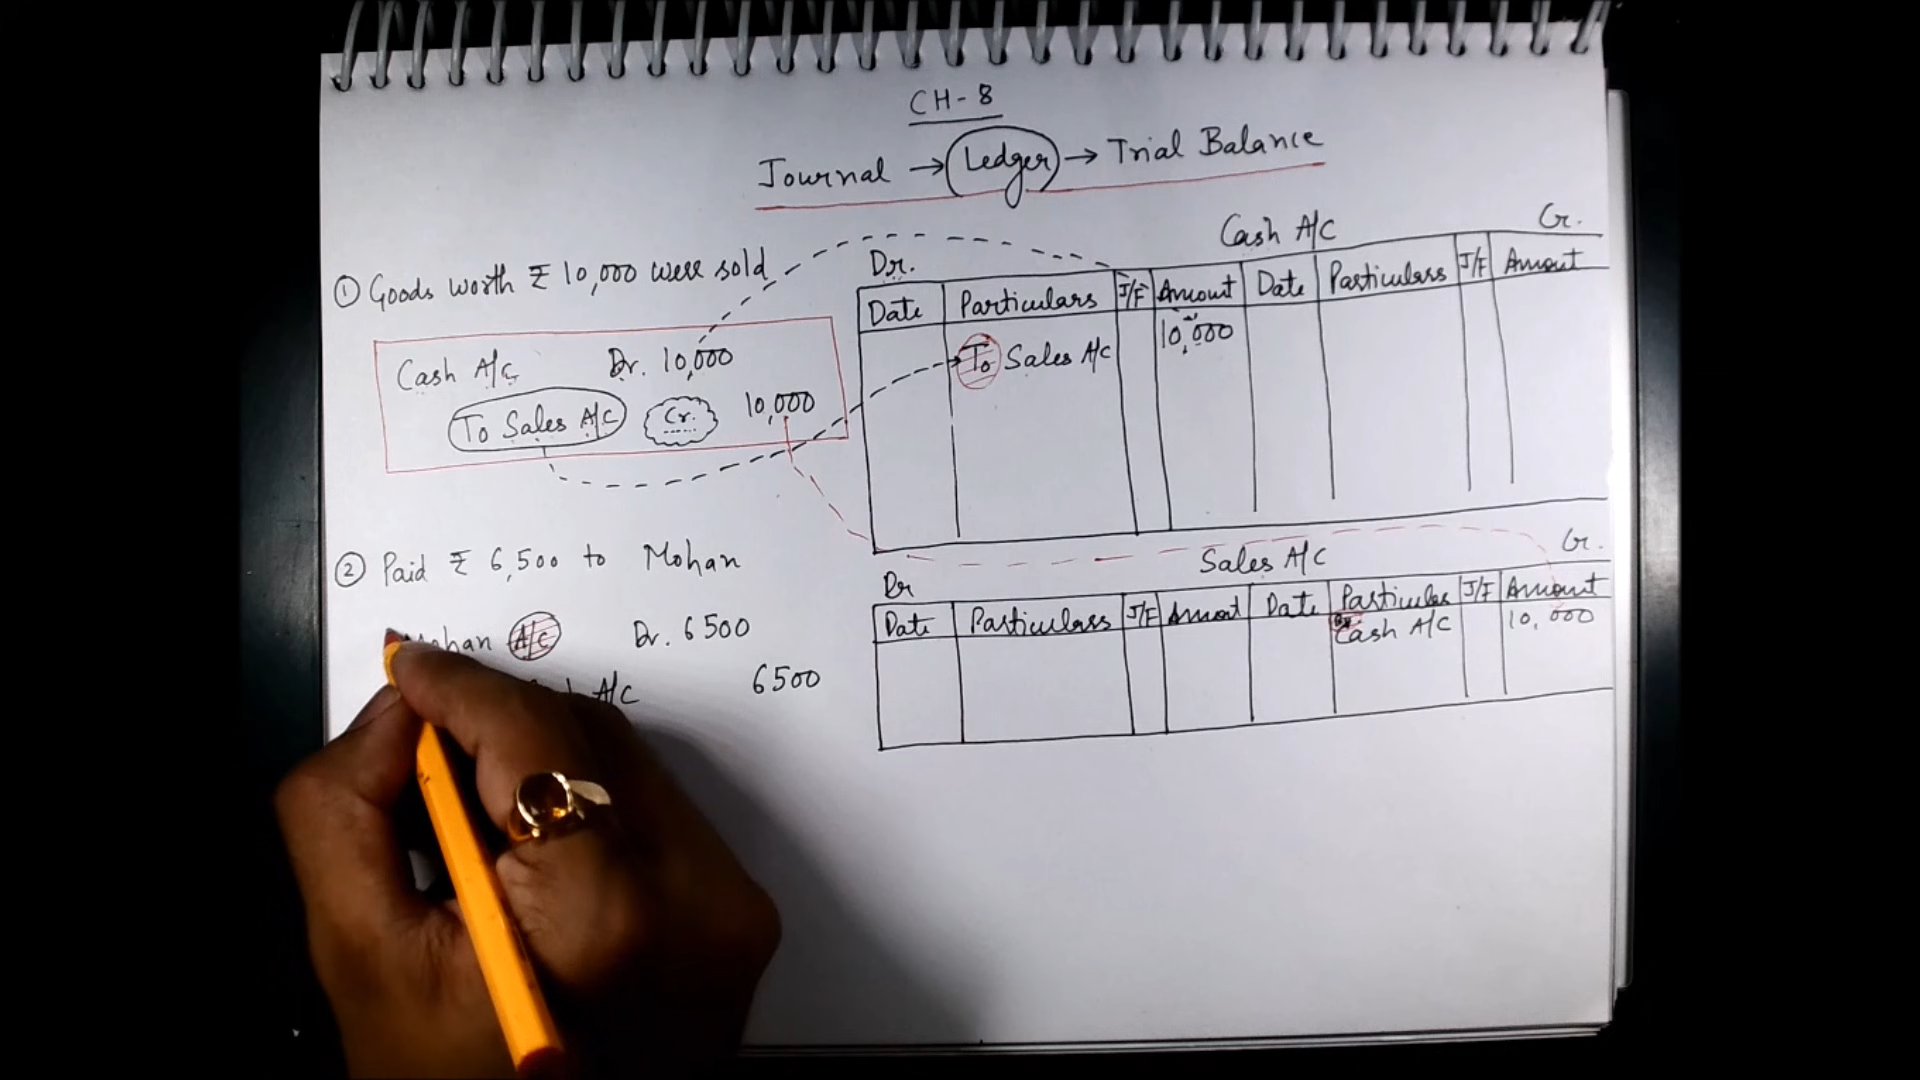 CH-8
Journal → Ledger → Trial Balance
① Goods worth ₹ 10,000 were sold
Cash A/c Dr. 10,000
To Sales A/c Cr. 10,000
② Paid ₹ 6,500 to Mohan
Mohan A/c Dr. 6500
A/c 6500
Cash A/c
Dr. Cr.
Date Particulars J/F Amount Date Particulars J/F Amount
To Sales A/c 10,000
Sales A/c
Dr Cr.
Date Particulars J/F Amount Date Particulars J/F Amount
Cash A/c 10,000